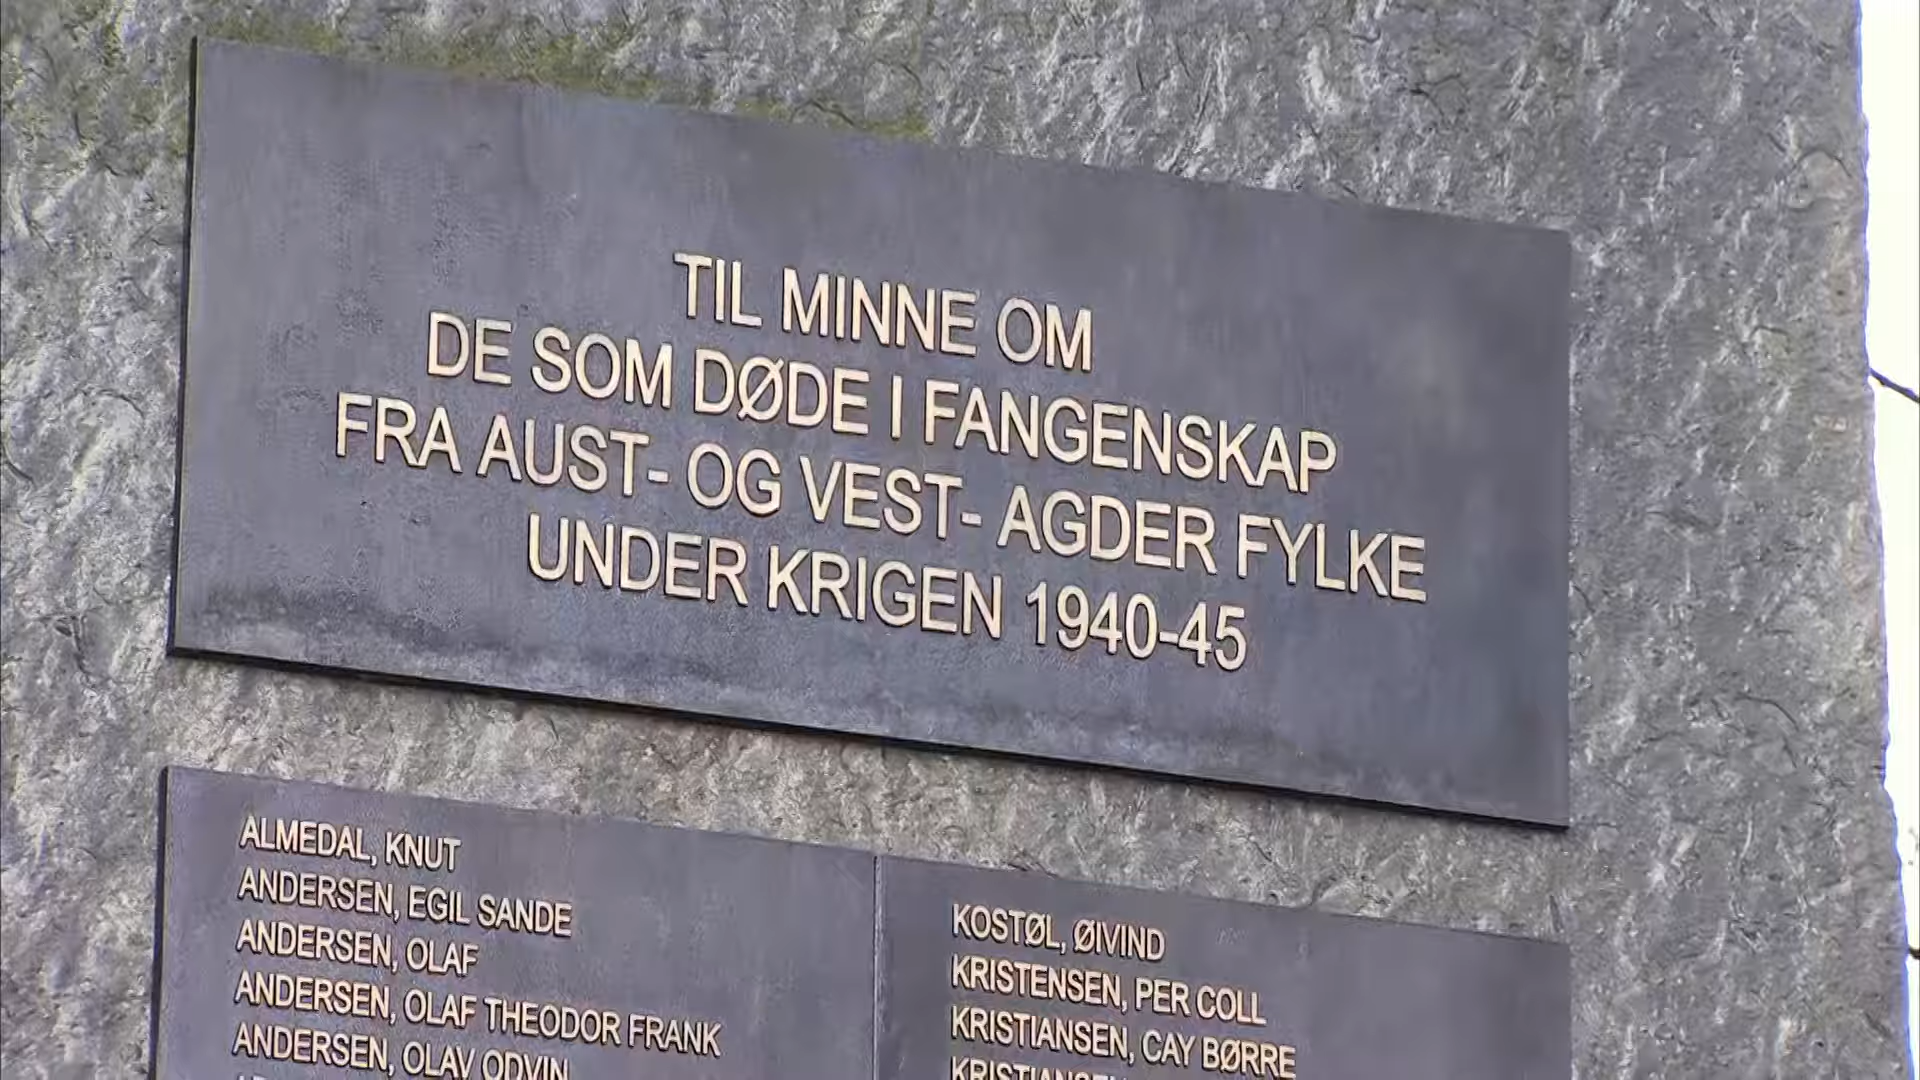 TIL MINNE OM
DE SOM DØDE I FANGENSKAP
FRA AUST- OG VEST- AGDER FYLKE
UNDER KRIGEN 1940-45
ALMEDAL, KNUT
ANDERSEN, EGIL SANDE
ANDERSEN, OLAF
ANDERSEN, OLAF THEODOR FRANK
ANDERSEN, OLAV ODVIN
KOSTØL, ØIVIND
KRISTENSEN, PER COLL
KRISTIANSEN, CAY BØRRE